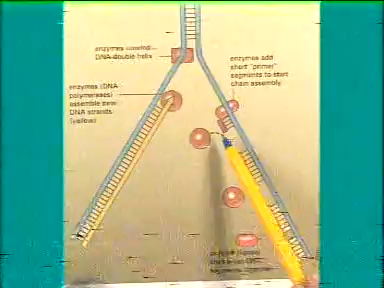 enzymes unwind
DNA double helix
enzymes add
short "primer"
segments to start
chain assembly
enzymes (DNA
polymerases)
assemble new
DNA strands
(yellow)